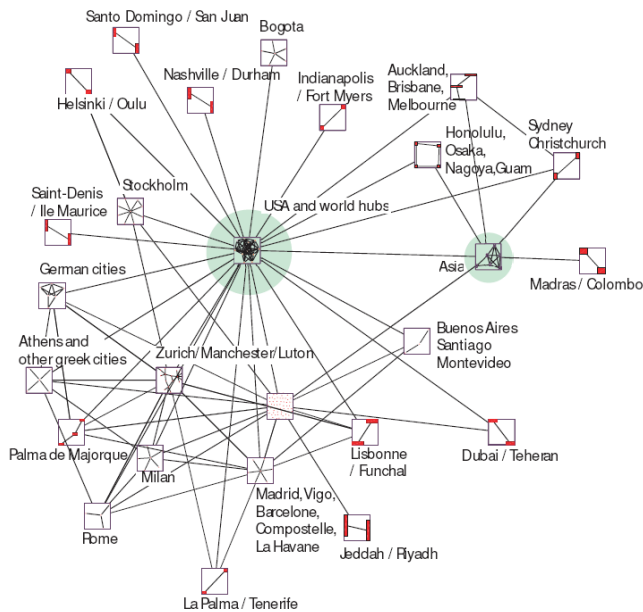 Santo Domingo / San Juan
Bogota
Nashville / Durham
Helsinki / Oulu
Indianapolis
/ Fort Myers
Auckland,
Brisbane,
Melbourne
Honolulu,
Osaka,
Nagoya,Guam
Sydney
Christchurch
Stockholm
USA and world hubs
Saint-Denis
/ Ile Maurice
German cities
Asia
Madras / Colombo
Athens and
other greek cities
Zurich/Manchester/Luton
Buenos Aires
Santiago
Montevideo
Palma de Majorque
Milan
Lisbonne
/ Funchal
Dubai / Teheran
Madrid, Vigo,
Barcelone,
Compostelle,
La Havane
Rome
Jeddah / Riyadh
La Palma / Tenerife